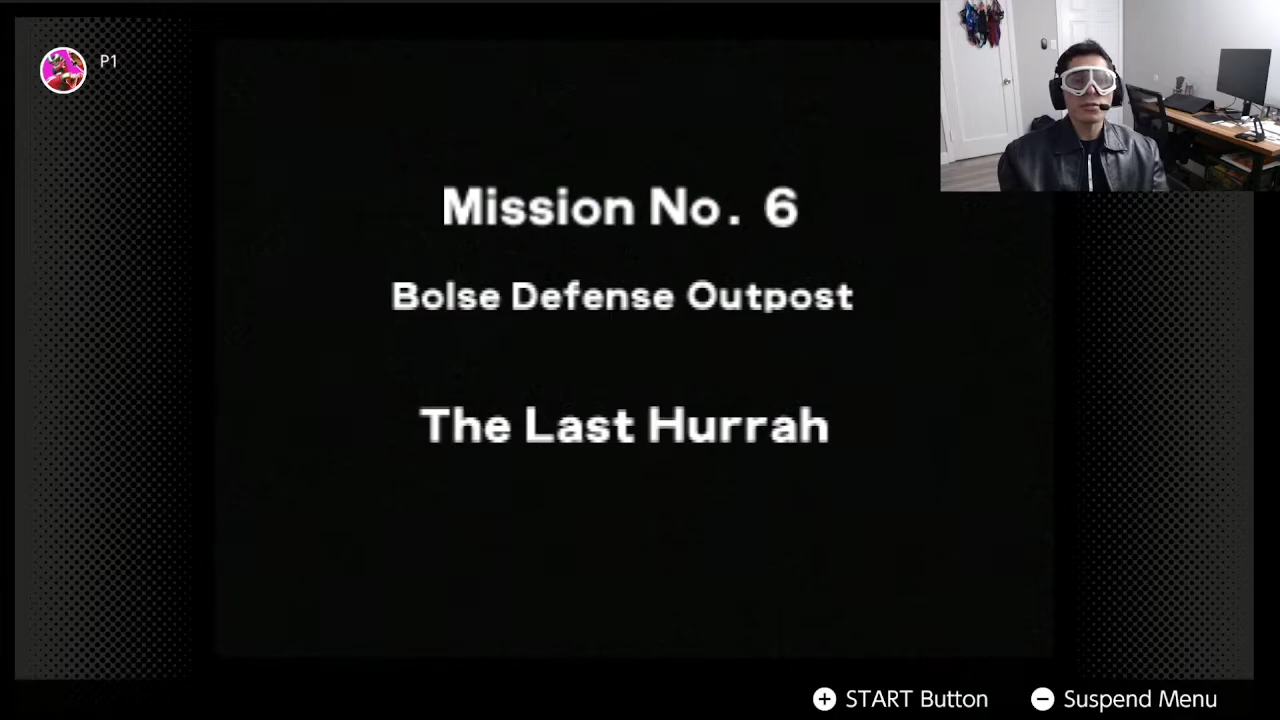 P1
Mission No. 6
Bolse Defense Outpost
The Last Hurrah
+ START Button
- Suspend Menu